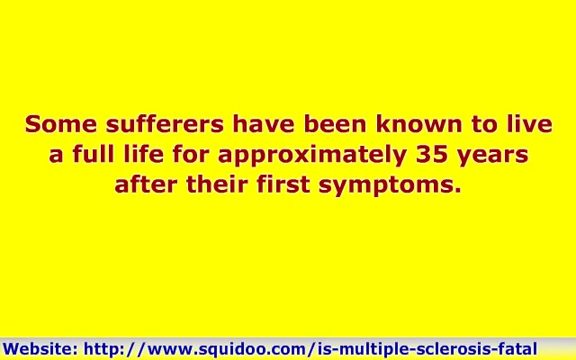 Some sufferers have been known to live
a full life for approximately 35 years
after their first symptoms.
Website: http://www.squidoo.com/is-multiple-sclerosis-fatal